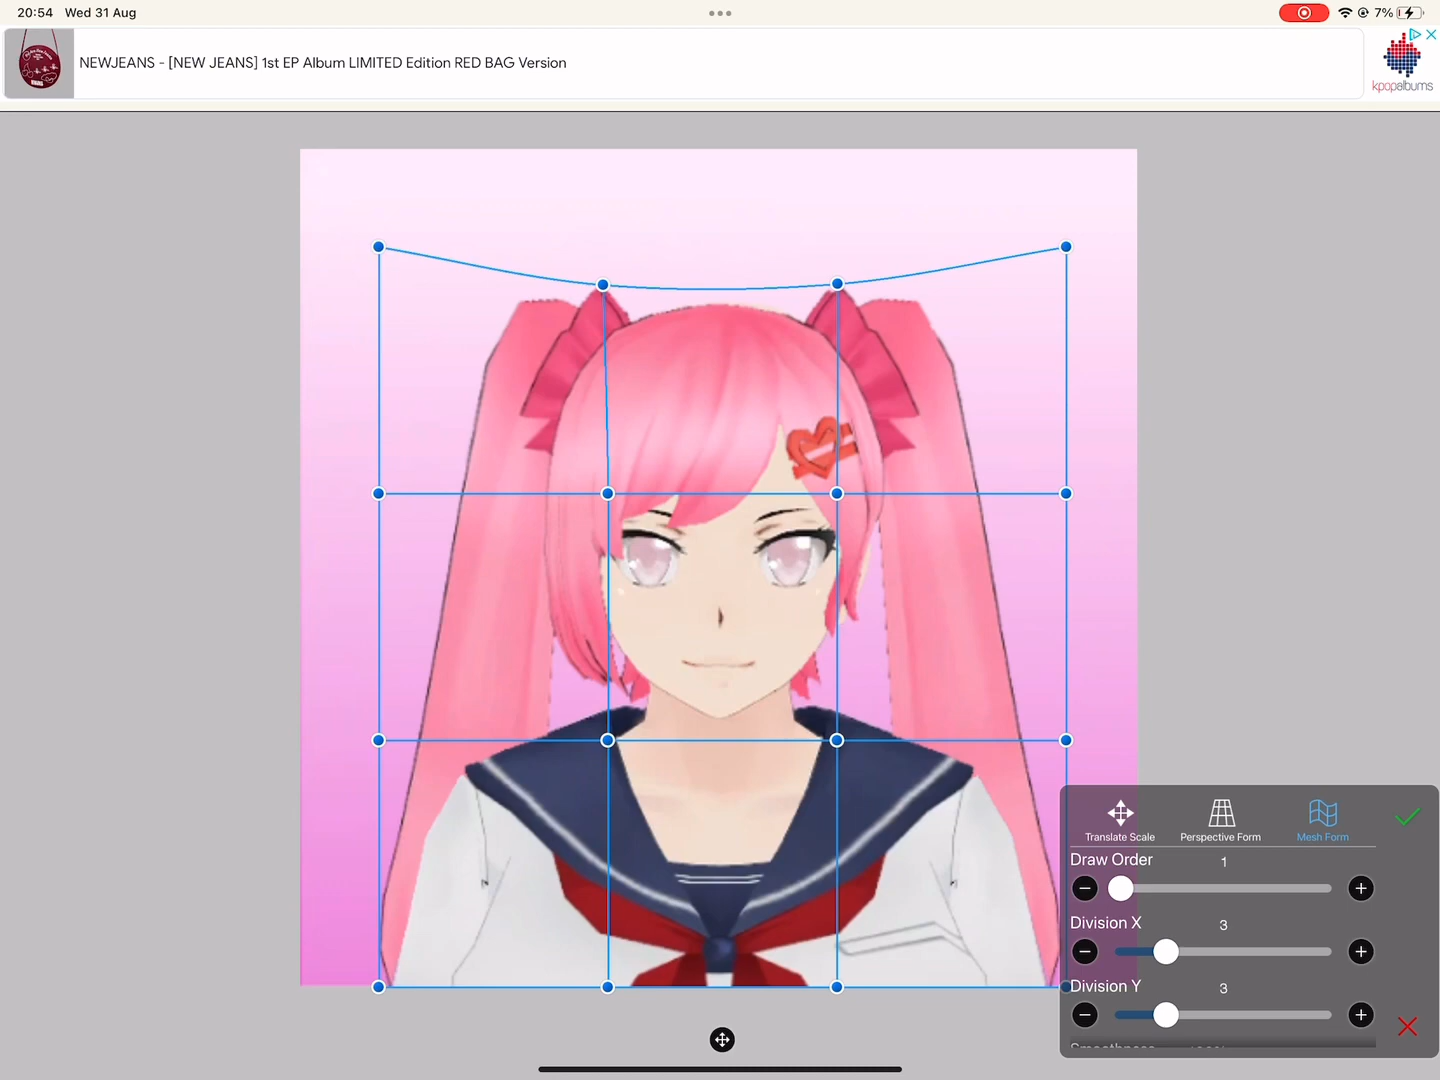 20:54 Wed 31 Aug
7%
NEWJEANS - [NEW JEANS] 1st EP Album LIMITED Edition RED BAG Version
kpopalbums
Translate Scale
Perspective Form
Mesh Form
Draw Order 1
Division X 3
Division Y 3